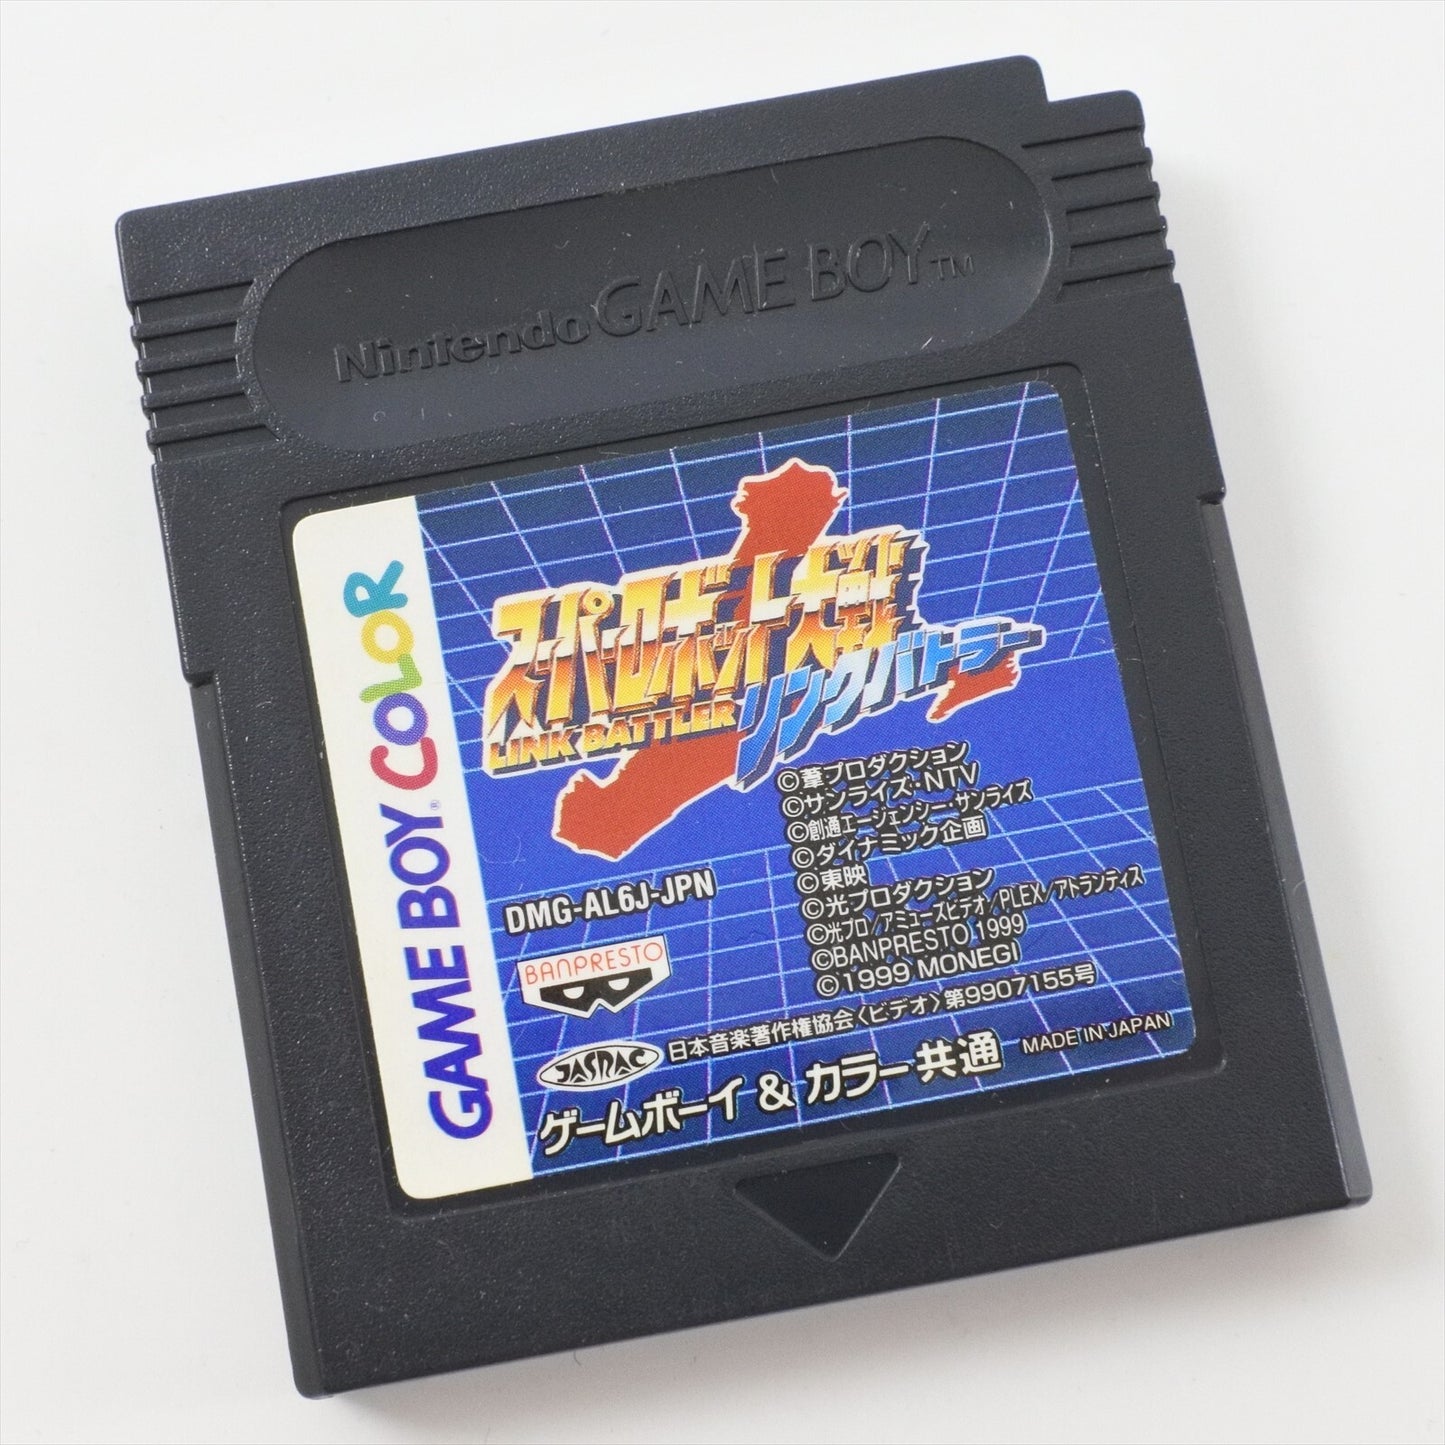 Nintendo GAME BOY TM
GAME BOY COLOR
スーパーロボット大戦
LINK BATTLER
リンクバトラー
©葦プロダクション
©サンライズ・NTV
©創通エージェンシー・サンライズ
©ダイナミック企画
©東映
©光プロダクション
©光プロ/アミューズビデオ/PLEX/アトランティス
©BANPRESTO 1999
©1999 MONEGI
DMG-AL6J-JPN
BANPRESTO
JASRAC
日本音楽著作権協会〈ビデオ〉第9907155号
ゲームボーイ & カラー共通
MADE IN JAPAN